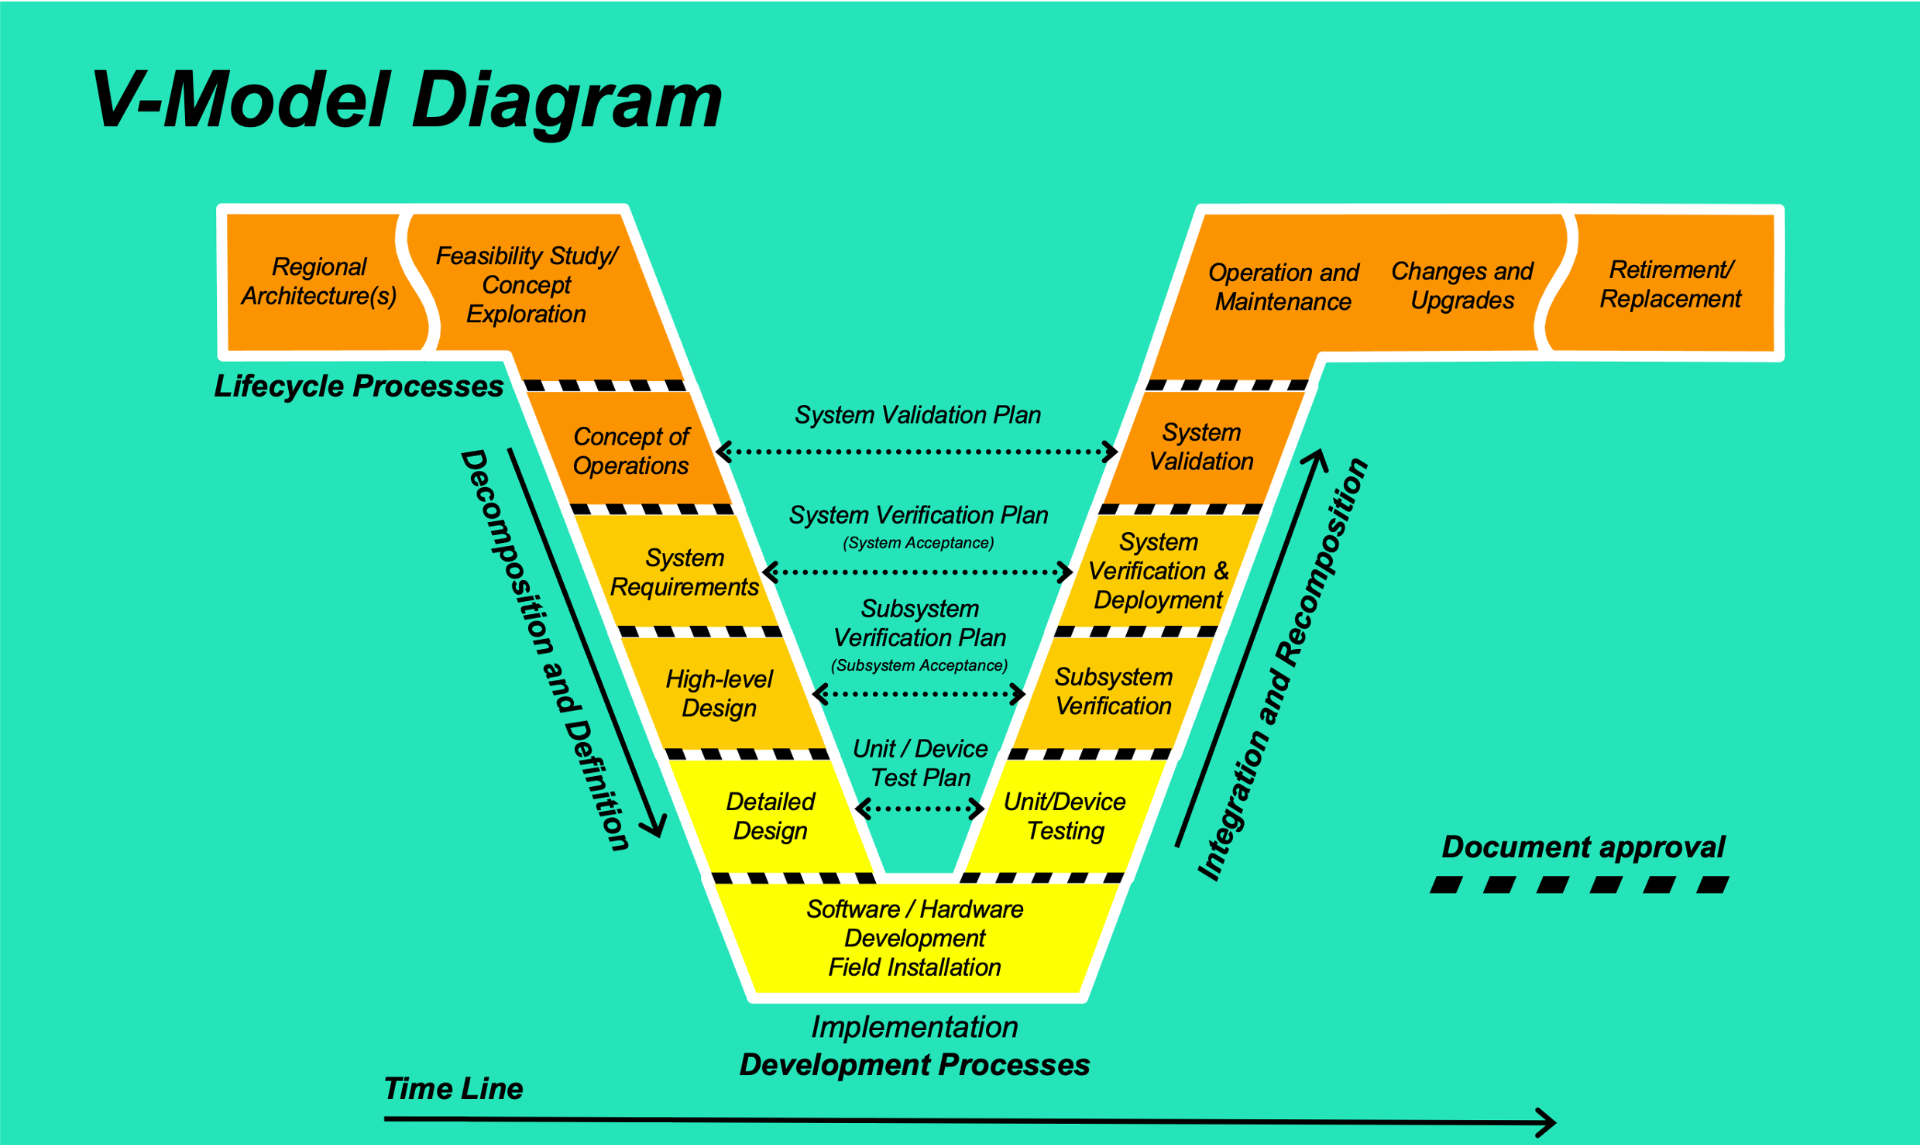 V-Model Diagram
Regional
Architecture(s)
Feasibility Study/
Concept
Exploration
Operation and
Maintenance
Changes and
Upgrades
Retirement/
Replacement
Lifecycle Processes
Decomposition and Definition
Concept of
Operations
System Validation Plan
System
Validation
System
Requirements
System Verification Plan
(System Acceptance)
System
Verification &
Deployment
High-level
Design
Subsystem
Verification Plan
(Subsystem Acceptance)
Subsystem
Verification
Detailed
Design
Unit / Device
Test Plan
Unit/Device
Testing
Integration and Recomposition
Document approval
Software / Hardware
Development
Field Installation
Implementation
Development Processes
Time Line